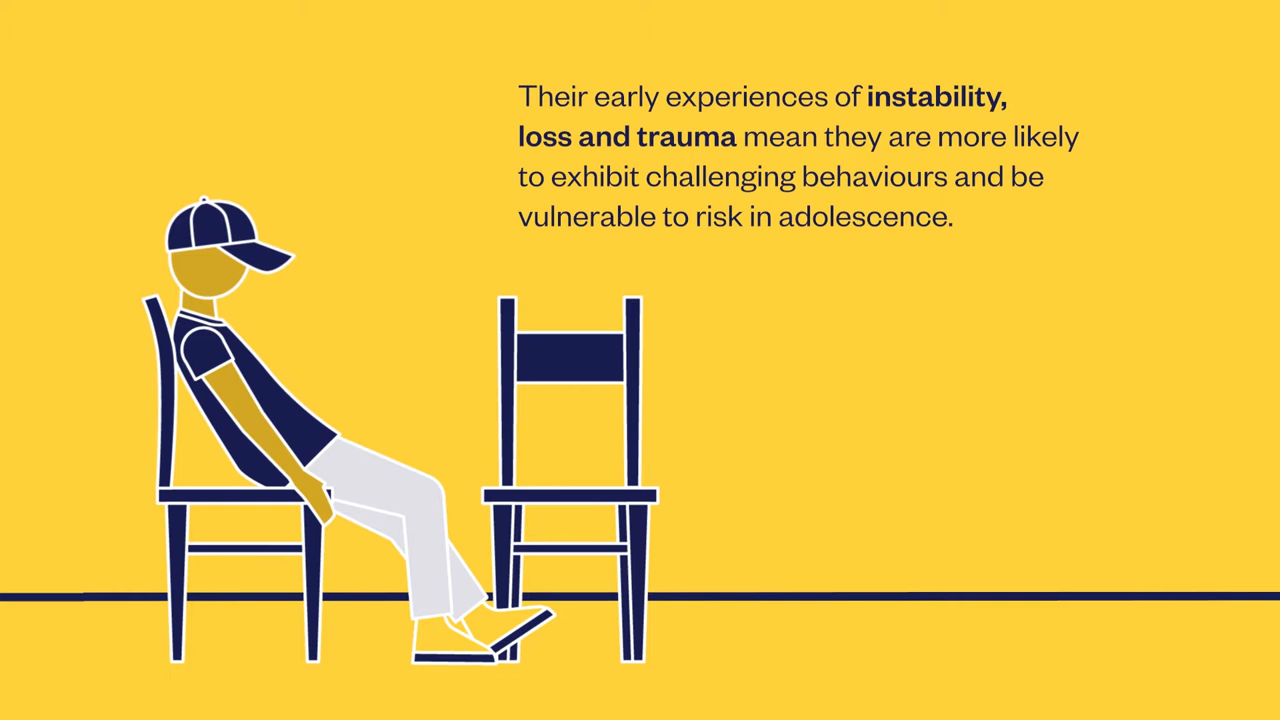 Their early experiences of instability,
loss and trauma mean they are more likely
to exhibit challenging behaviours and be
vulnerable to risk in adolescence.